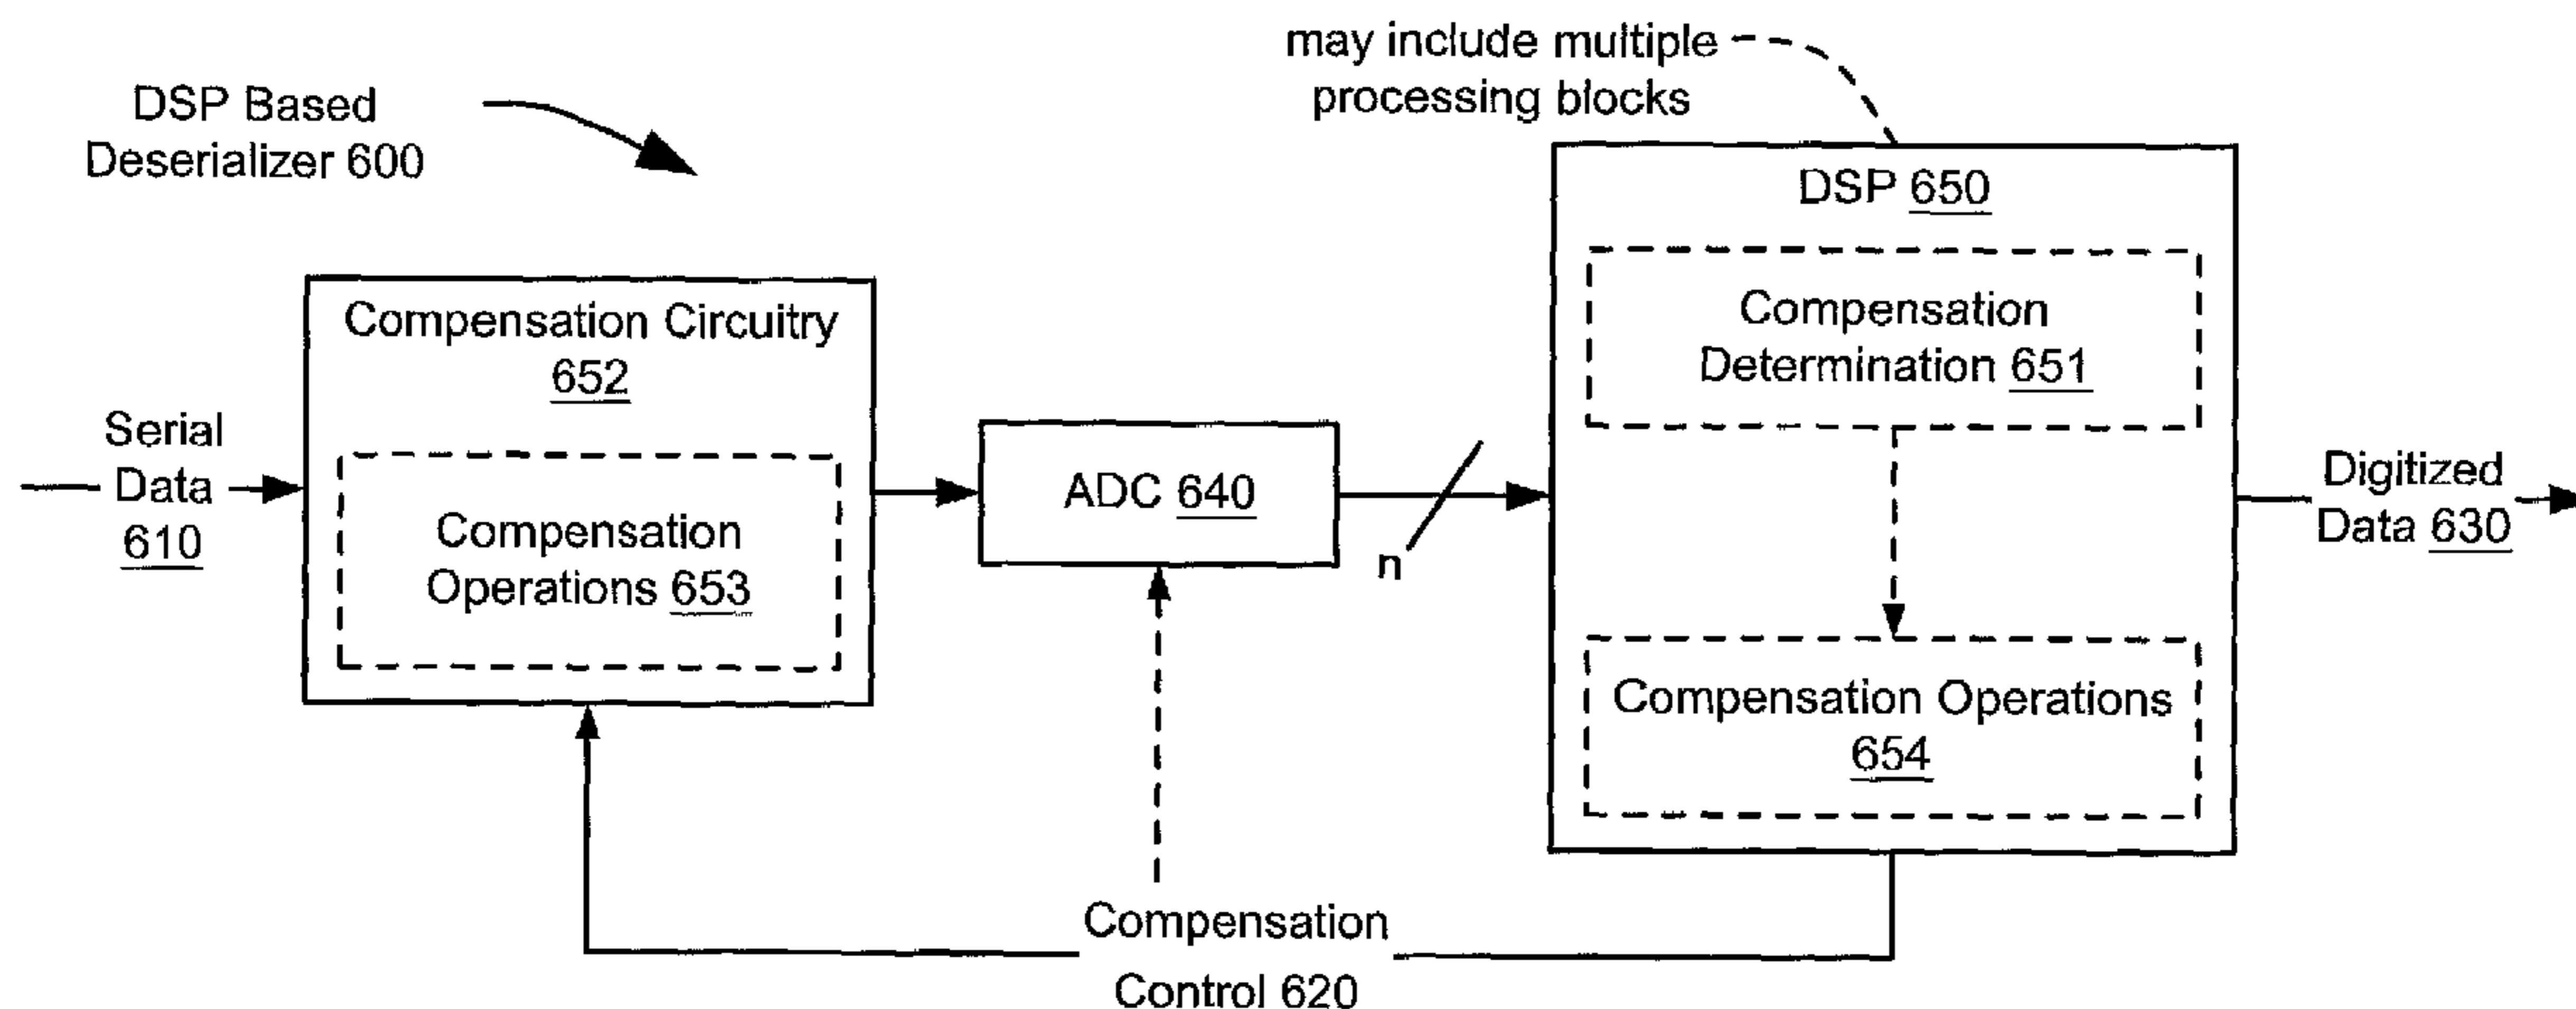 DSP Based
Deserializer 600
may include multiple
processing blocks
DSP 650
Compensation
Determination 651
Compensation Circuitry
652
Serial
Data
610
Compensation
Operations 653
ADC 640
n
Compensation Operations
654
Digitized
Data 630
Compensation
Control 620